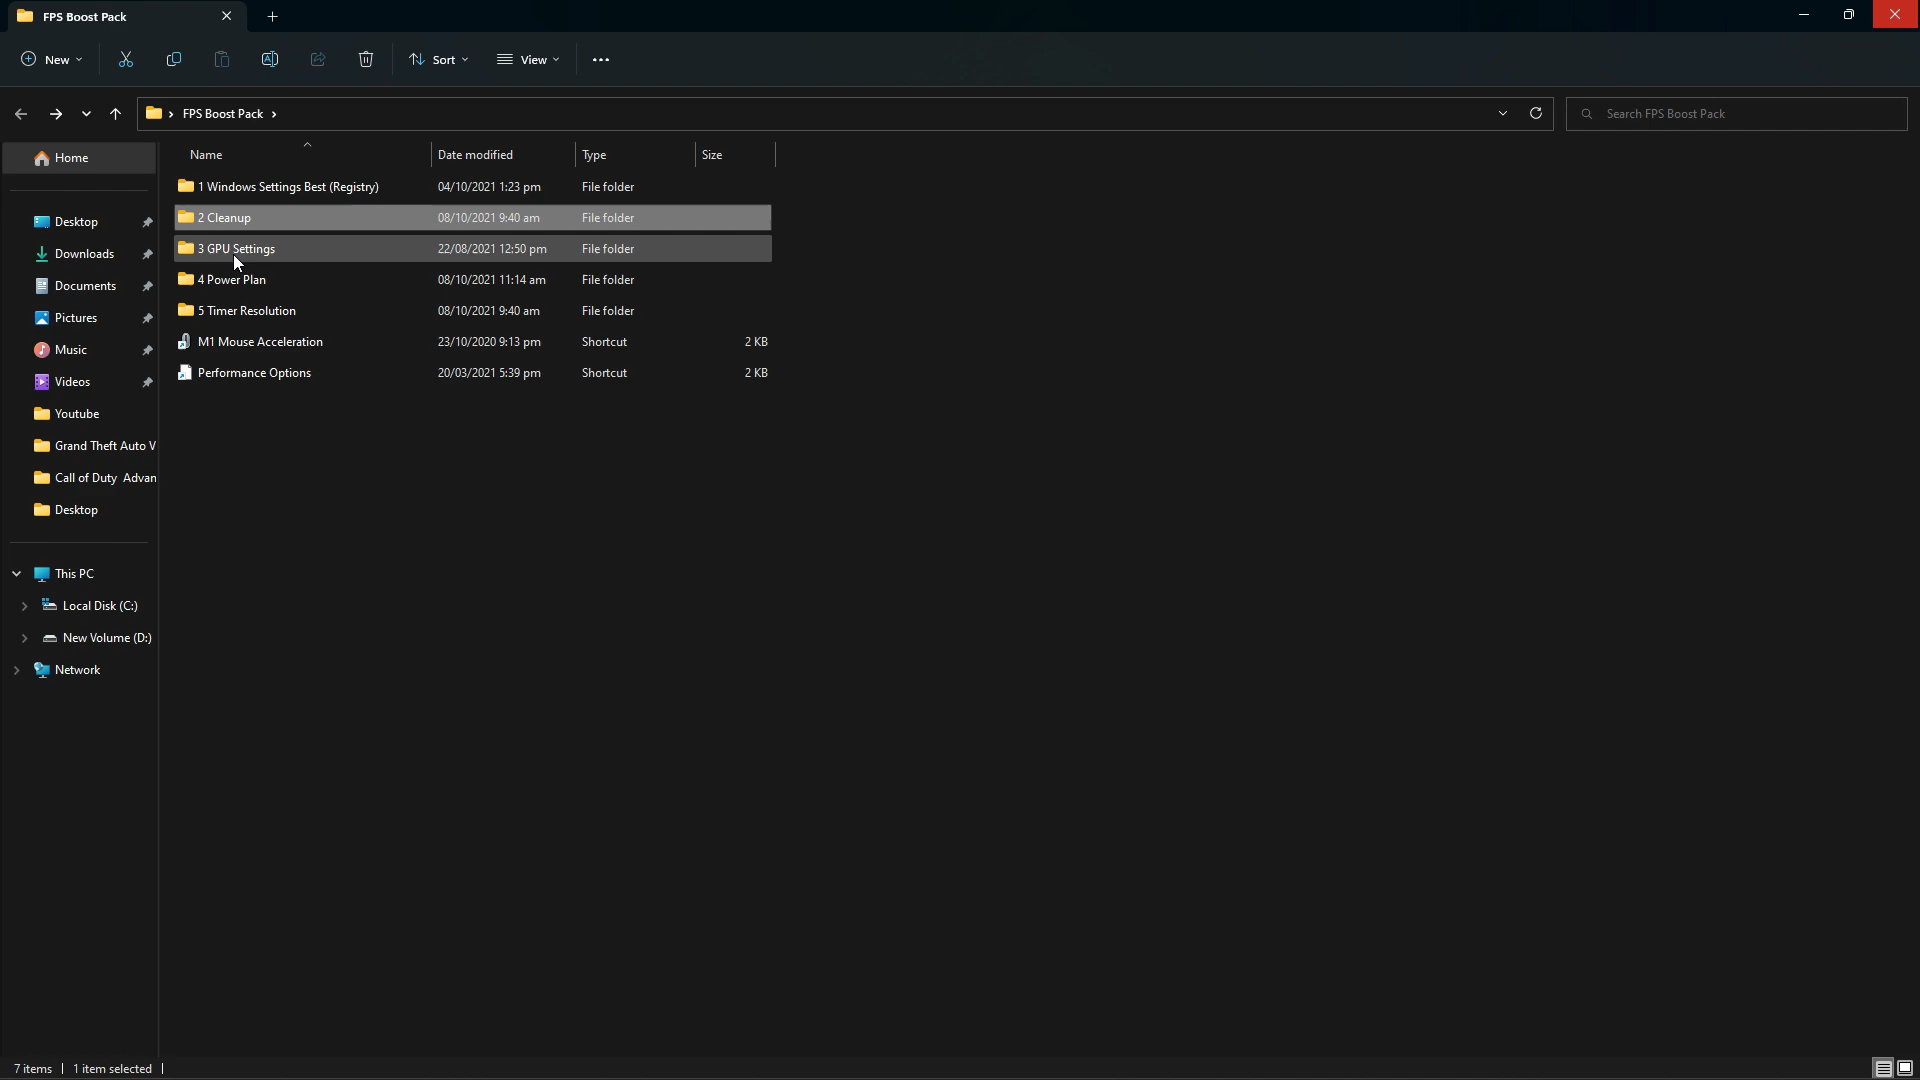 FPS Boost Pack
New
Sort
View
FPS Boost Pack
Search FPS Boost Pack
Name Date modified Type Size
Home
1 Windows Settings Best (Registry) 04/10/2021 1:23 pm File folder
2 Cleanup 08/10/2021 9:40 am File folder
3 GPU Settings 22/08/2021 12:50 pm File folder
4 Power Plan 08/10/2021 11:14 am File folder
5 Timer Resolution 08/10/2021 9:40 am File folder
M1 Mouse Acceleration 23/10/2020 9:13 pm Shortcut 2 KB
Performance Options 20/03/2021 5:39 pm Shortcut 2 KB
Desktop
Downloads
Documents
Pictures
Music
Videos
Youtube
Grand Theft Auto V
Call of Duty Advan
Desktop
This PC
Local Disk (C:)
New Volume (D:)
Network
7 items 1 item selected